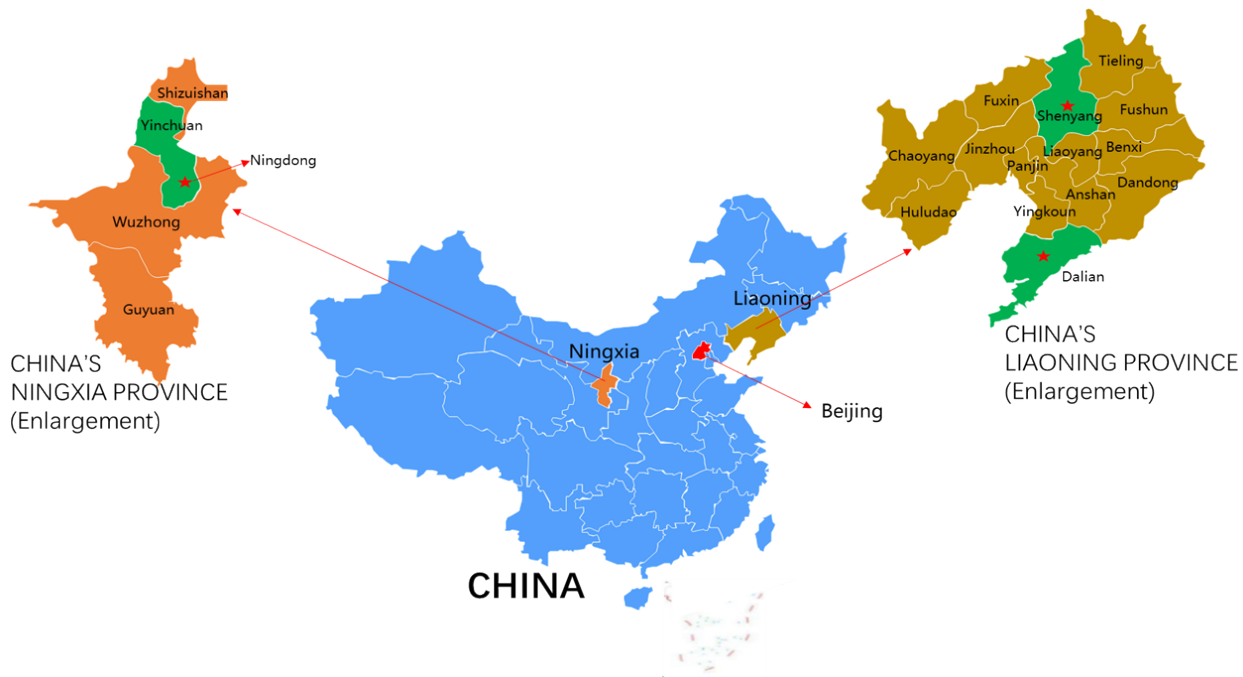 Shizuishan
Yinchuan
Ningdong
Wuzhong
Guyuan
CHINA'S
NINGXIA PROVINCE
(Enlargement)
Ningxia
Liaoning
Beijing
CHINA
Tieling
Fuxin
Shenyang
Fushun
Chaoyang
Jinzhou
Liaoyang
Benxi
Panjin
Dandong
Anshan
Huludao
Yingkoun
Dalian
CHINA'S
LIAONING PROVINCE
(Enlargement)